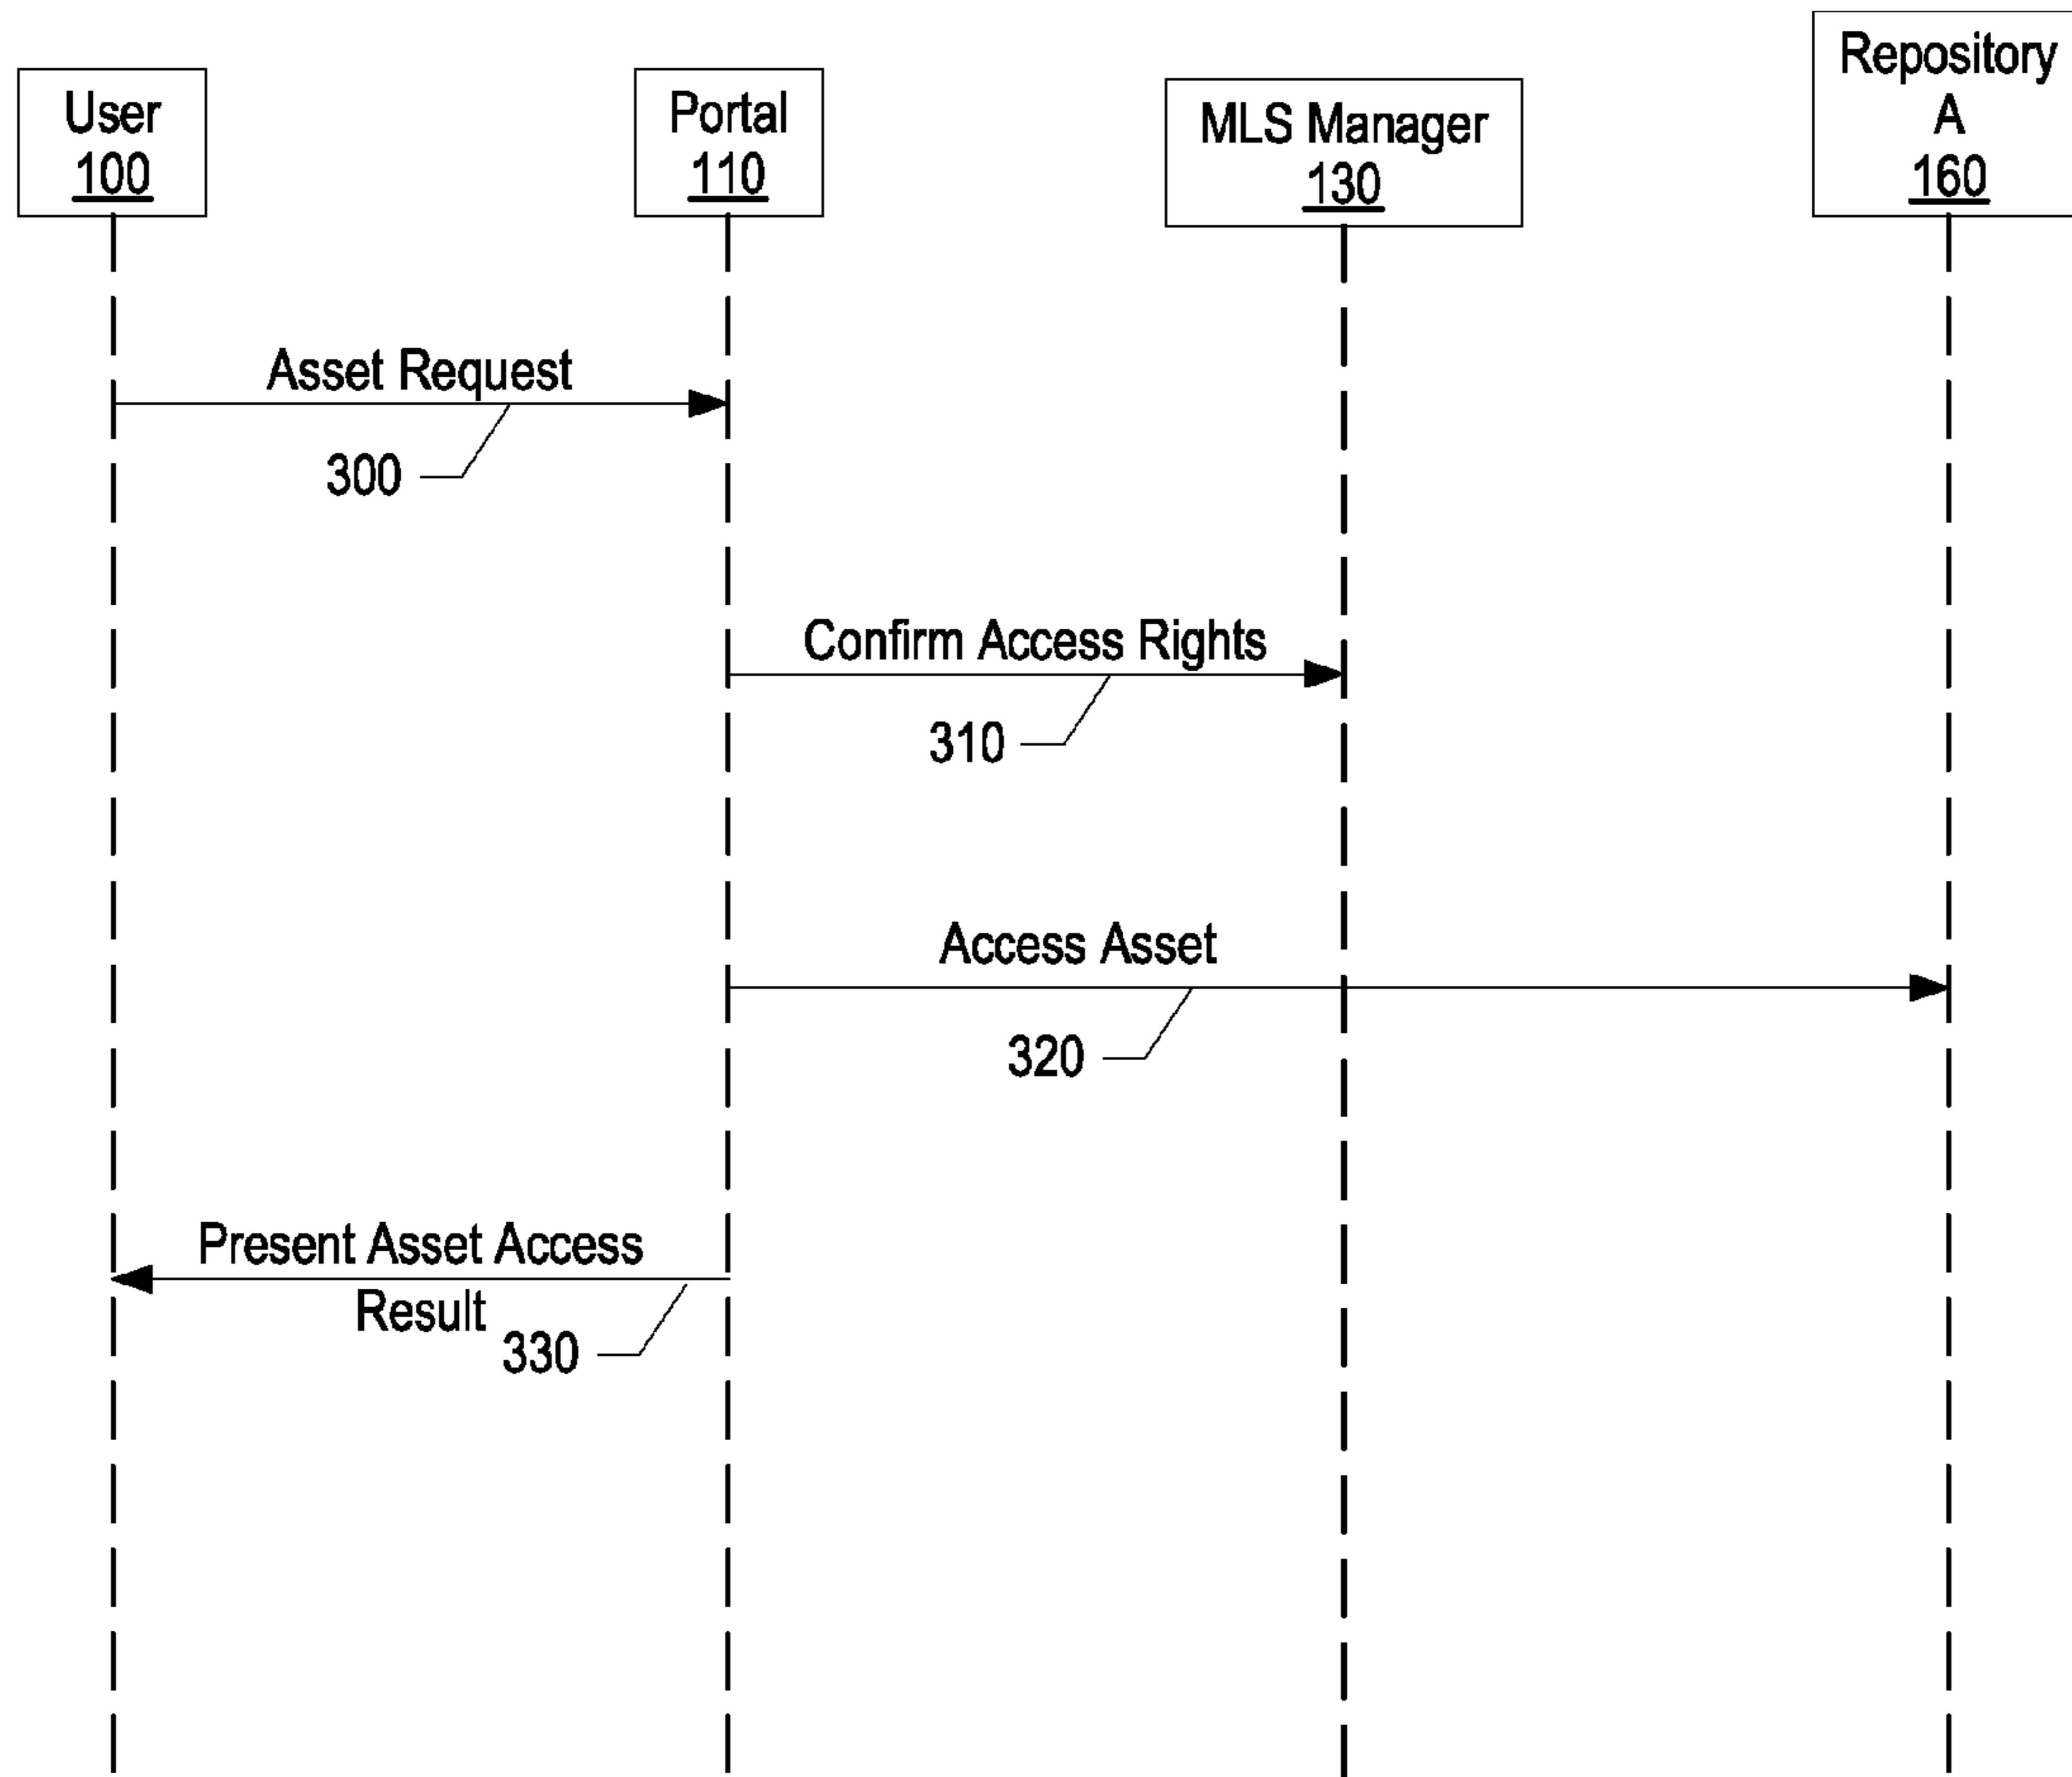 User
100
Portal
110
MLS Manager
130
Repository
A
160
Asset Request
300
Confirm Access Rights
310
Access Asset
320
Present Asset Access
Result
330